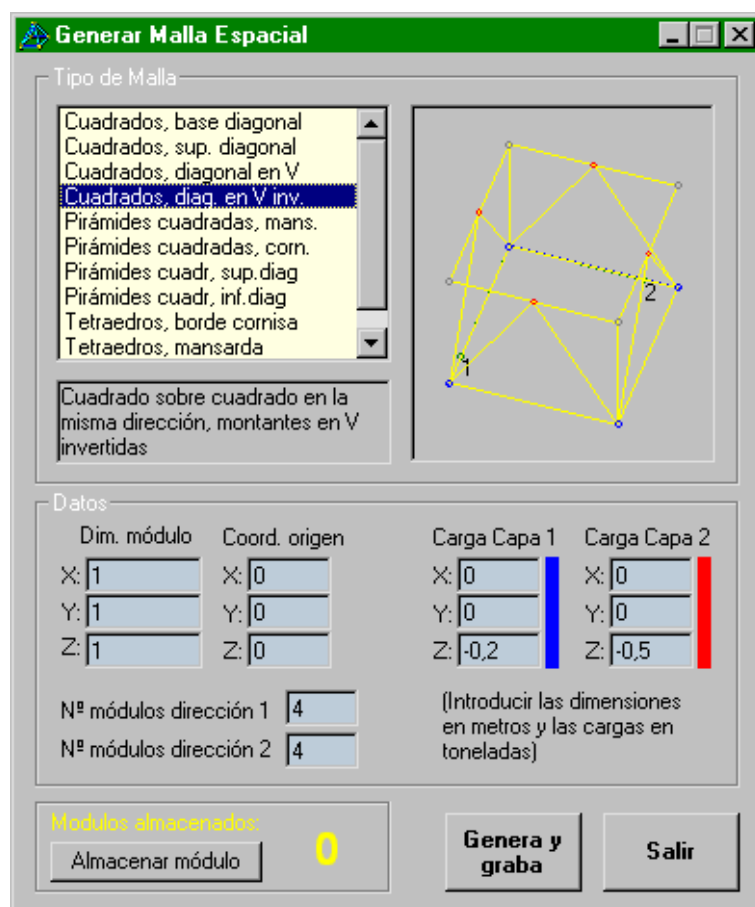 Generar Malla Espacial
Tipo de Malla
Cuadrados, base diagonal
Cuadrados, sup. diagonal
Cuadrados, diagonal en V
Cuadrados, diag. en V inv.
Pirámides cuadradas, mans.
Pirámides cuadradas, corn.
Pirámides cuadr, sup.diag
Pirámides cuadr, inf.diag
Tetraedros, borde cornisa
Tetraedros, mansarda
2
1
Cuadrado sobre cuadrado en la
misma dirección, montantes en V
invertidas
Datos
Dim. módulo Coord. origen Carga Capa 1 Carga Capa 2
X: 1 X: 0 X: 0 X: 0
Y: 1 Y: 0 Y: 0 Y: 0
Z: 1 Z: 0 Z: -0,2 Z: -0,5
Nº módulos dirección 1 4
Nº módulos dirección 2 4
(Introducir las dimensiones
en metros y las cargas en
toneladas)
Modulos almacenados:
0
Almacenar módulo
Genera y
graba
Salir